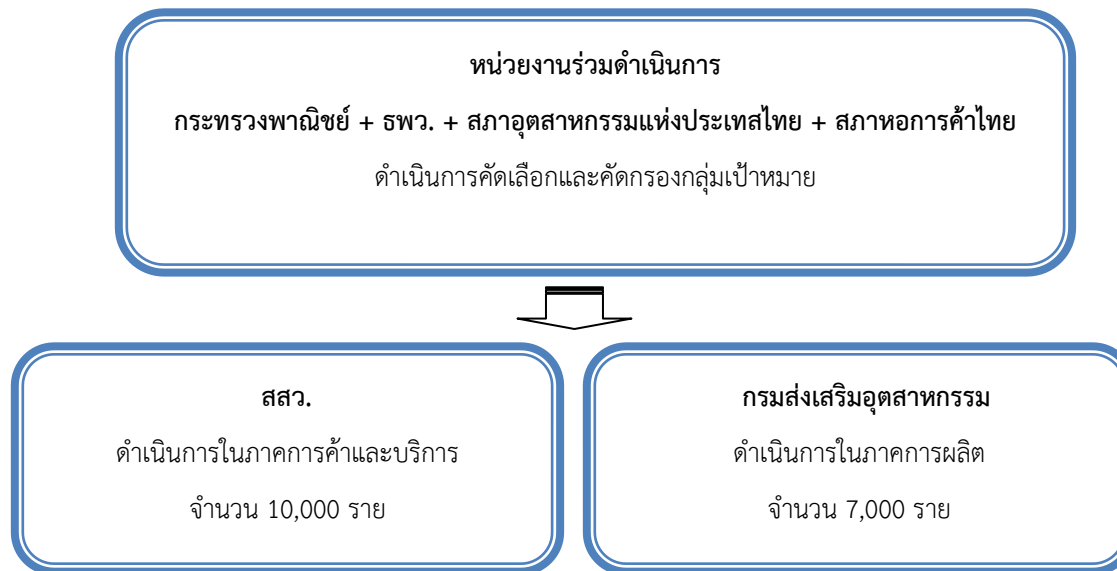 หน่วยงานร่วมดำเนินการ
กระทรวงพาณิชย์ + ธพว. + สภาอุตสาหกรรมแห่งประเทสไทย + สภาหอการค้าไทย
ดำเนินการคัดเลือกและคัดกรองกลุ่มเป้าหมาย
สสว.
ดำเนินการในภาคการค้าและบริการ
จำนวน 10,000 ราย
กรมส่งเสริมอุตสาหกรรม
ดำเนินการในภาคการผลิต
จำนวน 7,000 ราย